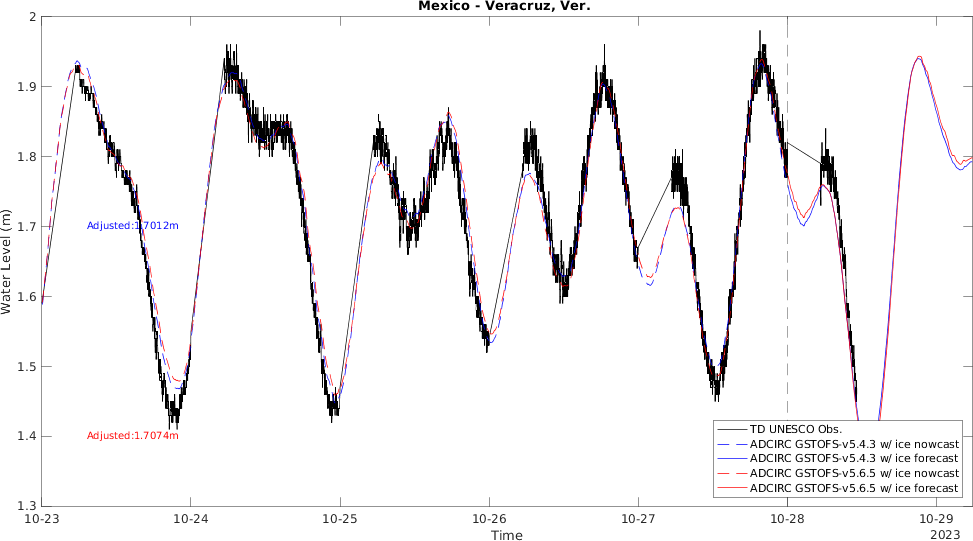 Mexico - Veracruz, Ver.
2
1.9
1.8
1.7
1.6
1.5
1.4
1.3
Water Level (m)
Adjusted:1.7012m
Adjusted:1.7074m
TD UNESCO Obs.
ADCIRC GSTOFS-v5.4.3 w/ ice nowcast
ADCIRC GSTOFS-v5.4.3 w/ ice forecast
ADCIRC GSTOFS-v5.6.5 w/ ice nowcast
ADCIRC GSTOFS-v5.6.5 w/ ice forecast
10-23 10-24 10-25 10-26 10-27 10-28 10-29
Time
2023